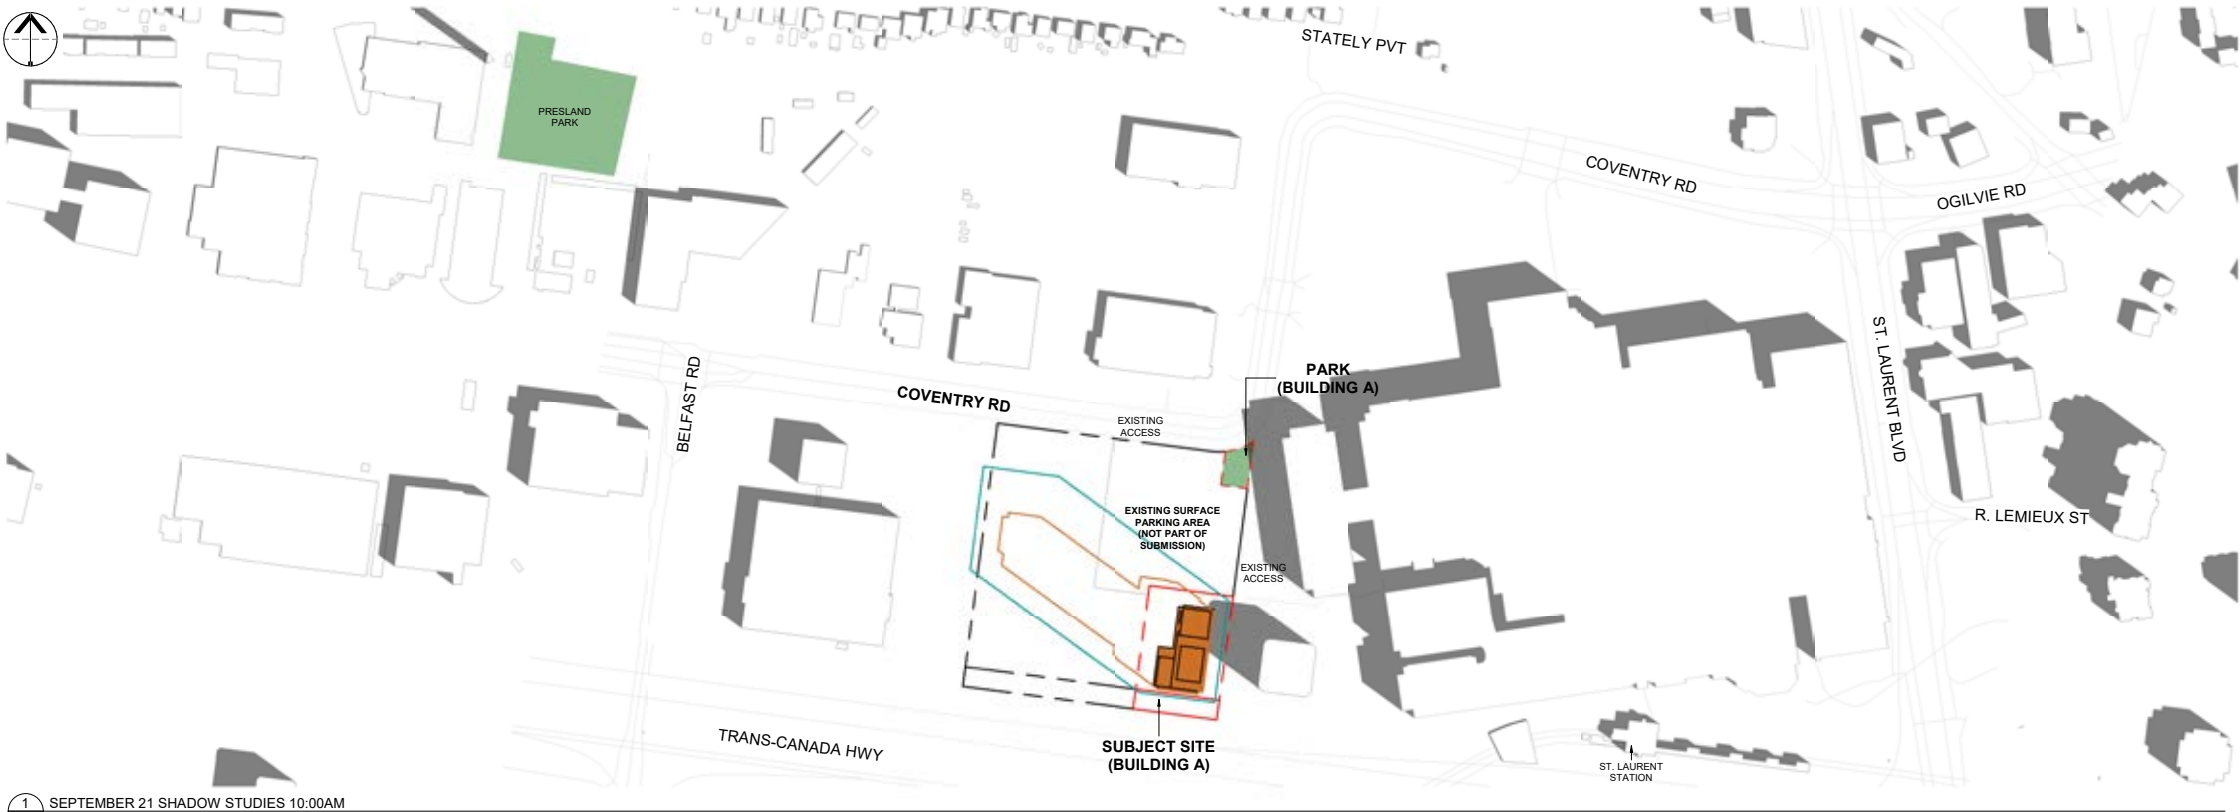 STATELY PVT
PRESLAND
PARK
COVENTRY RD
OGILVIE RD
ST. LAURENT BLVD
BELFAST RD
PARK
(BUILDING A)
COVENTRY RD
EXISTING
ACCESS
EXISTING SURFACE
PARKING AREA
(NOT PART OF
SUBMISSION)
R. LEMIEUX ST
EXISTING
ACCESS
TRANS-CANADA HWY
SUBJECT SITE
(BUILDING A)
ST. LAURENT
STATION
1 SEPTEMBER 21 SHADOW STUDIES 10:00AM